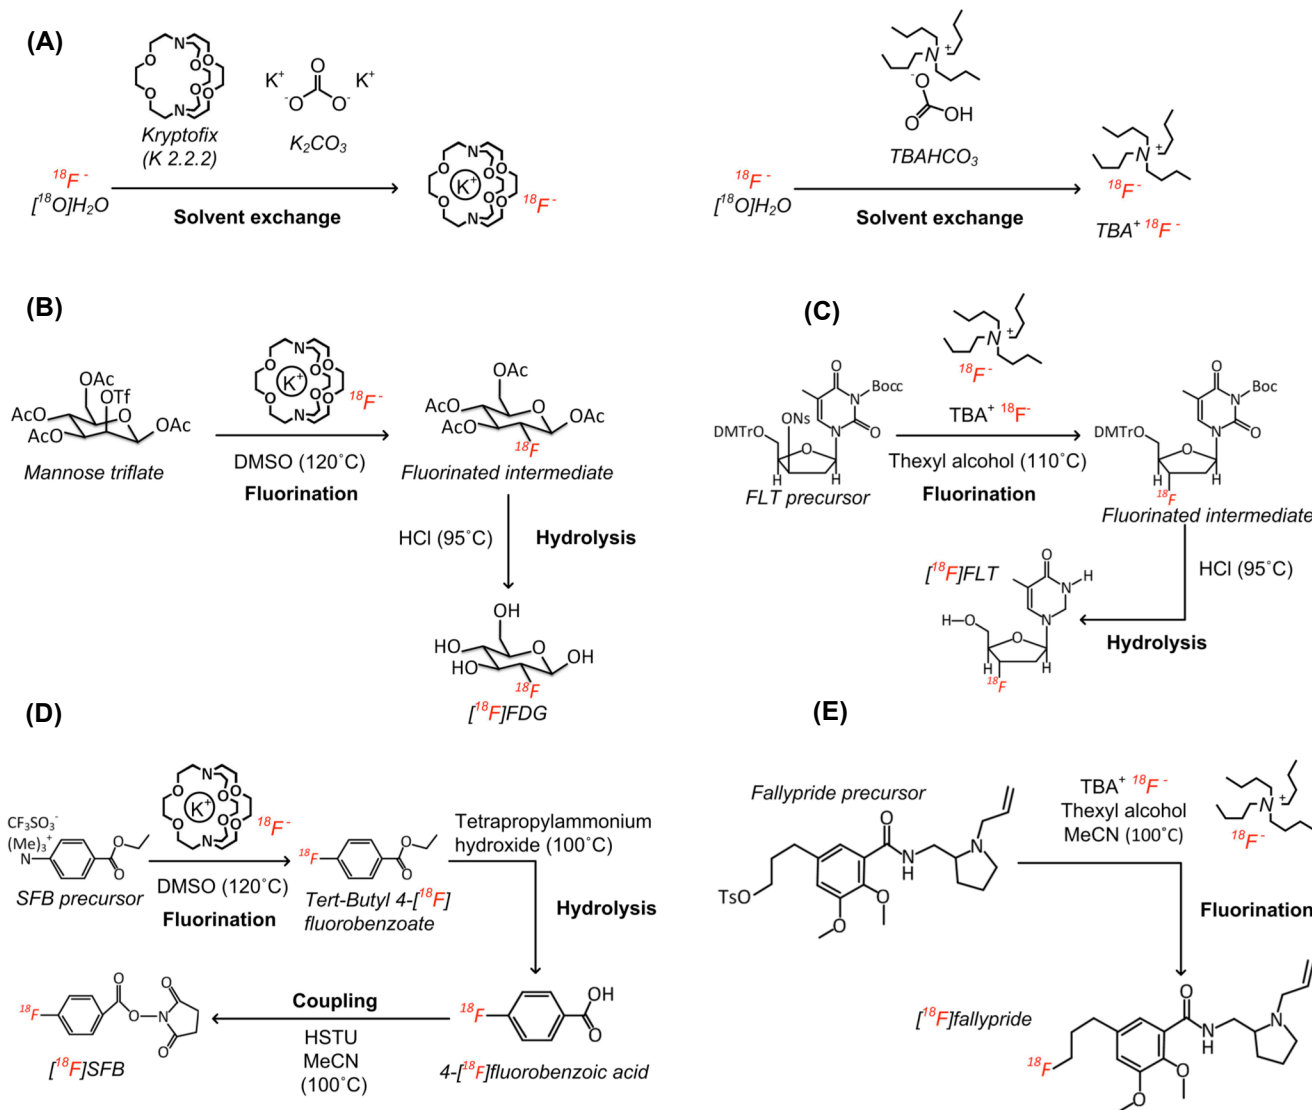 (A)
Kryptofix
(K 2.2.2)
K⁺ K⁺
O
⁻O O⁻
K₂CO₃
¹⁸F⁻
[¹⁸O]H₂O
Solvent exchange
K⁺
¹⁸F⁻
N⁺
⁻O
O OH
TBAHCO₃
¹⁸F⁻
[¹⁸O]H₂O
Solvent exchange
N⁺
¹⁸F⁻
TBA⁺ ¹⁸F⁻
(B)
OAc
OTf
AcO
AcO
O
OAc
Mannose triflate
K⁺
¹⁸F⁻
DMSO (120˚C)
Fluorination
OAc
AcO
AcO
O
OAc
¹⁸F
Fluorinated intermediate
HCl (95˚C) Hydrolysis
OH
HO
HO
O
OH
¹⁸F
[¹⁸F]FDG
(C)
O
Bocc
N
N
O
ONs
DMTrO
O
H
H
FLT precursor
N⁺
¹⁸F⁻
TBA⁺ ¹⁸F⁻
Thexyl alcohol (110˚C)
Fluorination
O
Boc
N
N
O
DMTrO
O
H
H
¹⁸F
Fluorinated intermediate
HCl (95˚C)
Hydrolysis
[¹⁸F]FLT
O
N H
N
H-O
O
H
H
¹⁸F
(D)
CF₃SO₃⁻
(Me)₃⁺
N
O
O
SFB precursor
K⁺
¹⁸F⁻
DMSO (120˚C)
Fluorination
¹⁸F
O
O
Tert-Butyl 4-[¹⁸F]
fluorobenzoate
Tetrapropylammonium
hydroxide (100˚C)
Hydrolysis
¹⁸F
OH
O
4-[¹⁸F]fluorobenzoic acid
Coupling
HSTU
MeCN
(100˚C)
¹⁸F
O
O
N
O
O
[¹⁸F]SFB
(E)
Fallypride precursor
TsO
O
NH
N
O
O
TBA⁺ ¹⁸F⁻
Thexyl alcohol
MeCN (100˚C)
N⁺
¹⁸F⁻
Fluorination
[¹⁸F]fallypride
¹⁸F
O
NH
N
O
O